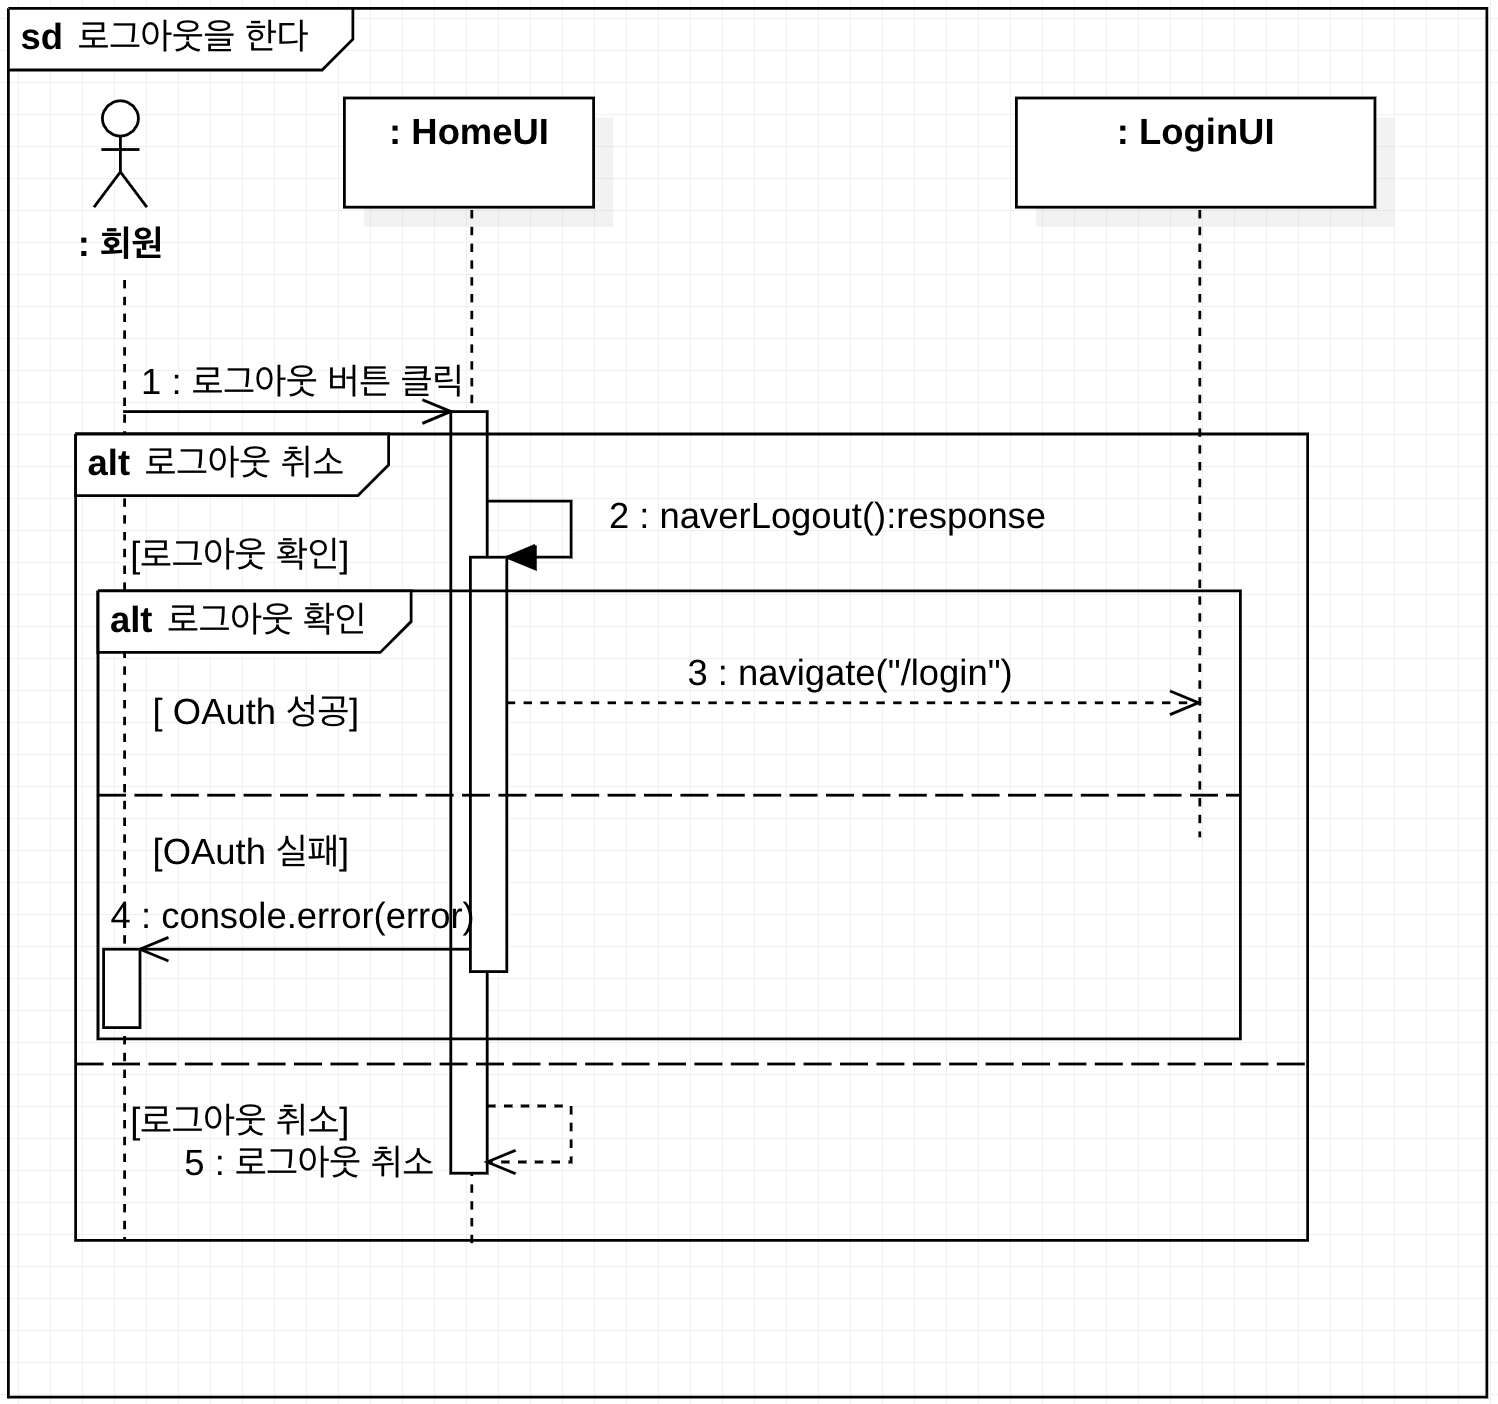 sd 로그아웃을 한다
: HomeUI
: LoginUI
: 회원
1 : 로그아웃 버튼 클릭
alt 로그아웃 취소
2 : naverLogout():response
[로그아웃 확인]
alt 로그아웃 확인
3 : navigate("/login")
[ OAuth 성공]
[OAuth 실패]
4 : console.error(error)
[로그아웃 취소]
5 : 로그아웃 취소